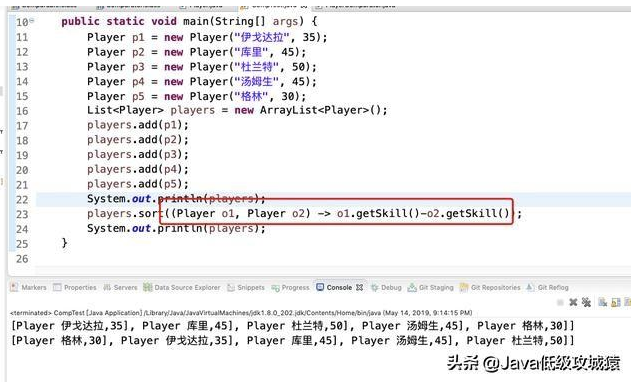 10 public static void main(String[] args) {
11 Player p1 = new Player("伊戈达拉", 35);
12 Player p2 = new Player("库里", 45);
13 Player p3 = new Player("杜兰特", 50);
14 Player p4 = new Player("汤姆生", 45);
15 Player p5 = new Player("格林", 30);
16 List<Player> players = new ArrayList<Player>();
17 players.add(p1);
18 players.add(p2);
19 players.add(p3);
20 players.add(p4);
21 players.add(p5);
22 System.out.println(players);
23 players.sort((Player o1, Player o2) -> o1.getSkill()-o2.getSkill());
24 System.out.println(players);
25 }
26
Markers Properties Servers Data Source Explorer Snippets Progress Console Debug Git Staging Git Repositories Git Reflog
<terminated> CompTest [Java Application] /Library/Java/JavaVirtualMachines/jdk1.8.0_202.jdk/Contents/Home/bin/java (May 14, 2019, 9:14:15 PM)
[Player 伊戈达拉,35], Player 库里,45], Player 杜兰特,50], Player 汤姆生,45], Player 格林,30]]
[Player 格林,30], Player 伊戈达拉,35], Player 库里,45], Player 汤姆生,45], Player 杜兰特,50]]
头条 @Java低级攻城猿